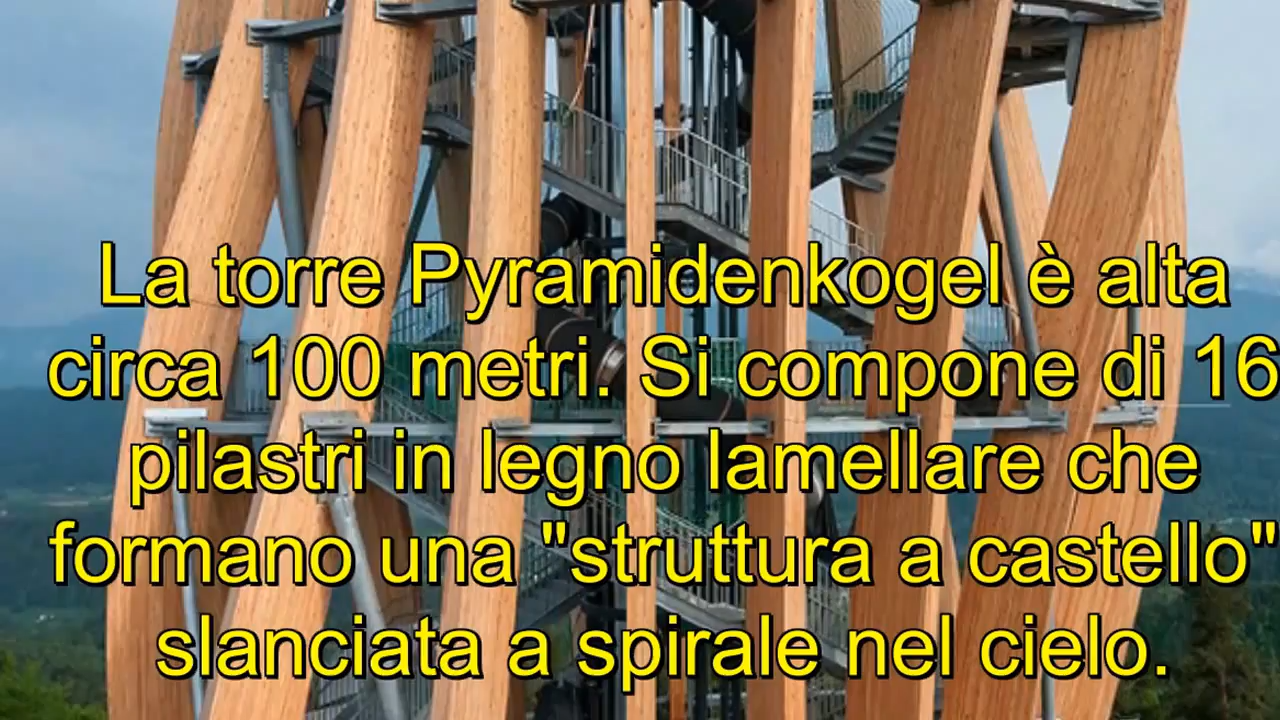 La torre Pyramidenkogel è alta
circa 100 metri. Si compone di 16
pilastri in legno lamellare che
formano una "struttura a castello"
slanciata a spirale nel cielo.